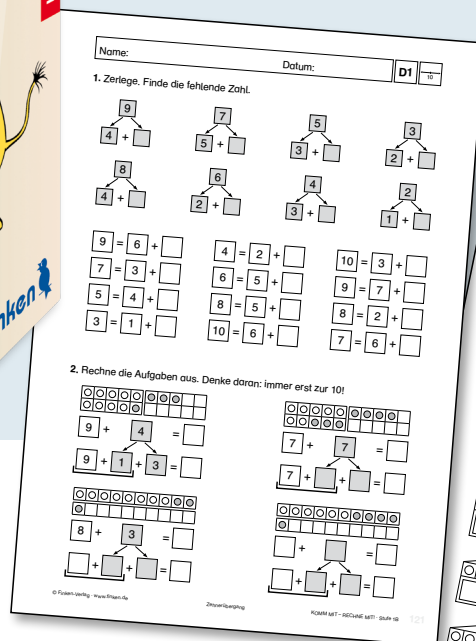 Name: Datum: D1 10
1. Zerlege. Finde die fehlende Zahl.
9 7 5 3
4 + 5 + 3 + 2 +
8 6 4 2
4 + 2 + 3 + 1 +
9 = 6 + 4 = 2 + 10 = 3 +
7 = 3 + 6 = 5 + 9 = 7 +
5 = 4 + 8 = 5 + 8 = 2 +
3 = 1 + 10 = 6 + 7 = 6 +
2. Rechne die Aufgaben aus. Denke daran: immer erst zur 10!
9 + 4 = 7 + 7 =
9 + 1 + 3 = 7 + + =
8 + 3 = + =
+ + = + + =
© Finken-Verlag · www.finken.de Zehnerübergang KOMM MIT – RECHNE MIT! · Stufe 1B 121